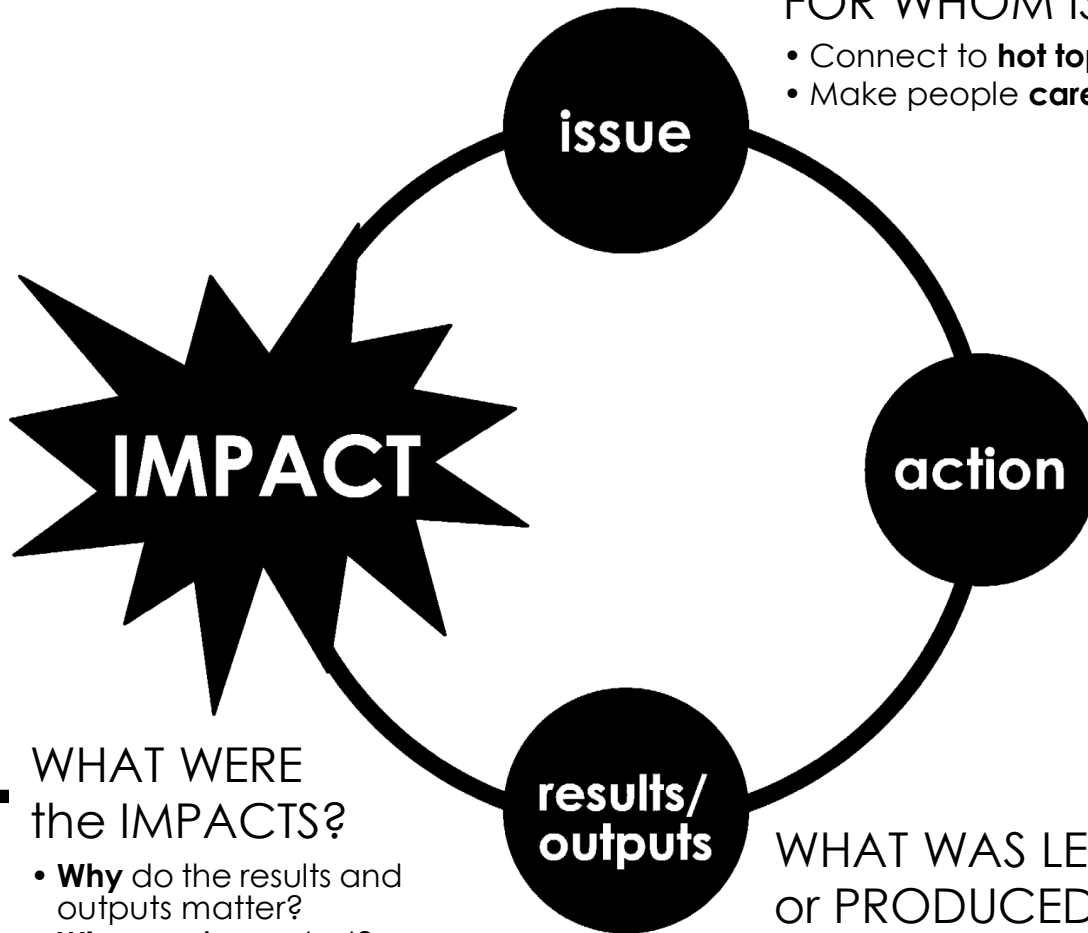 FOR WHOM IS
• Connect to hot top
• Make people care
issue
action
IMPACT
results/
outputs
WHAT WERE
the IMPACTS?
• Why do the results and
outputs matter?
WHAT WAS LE
or PRODUCED